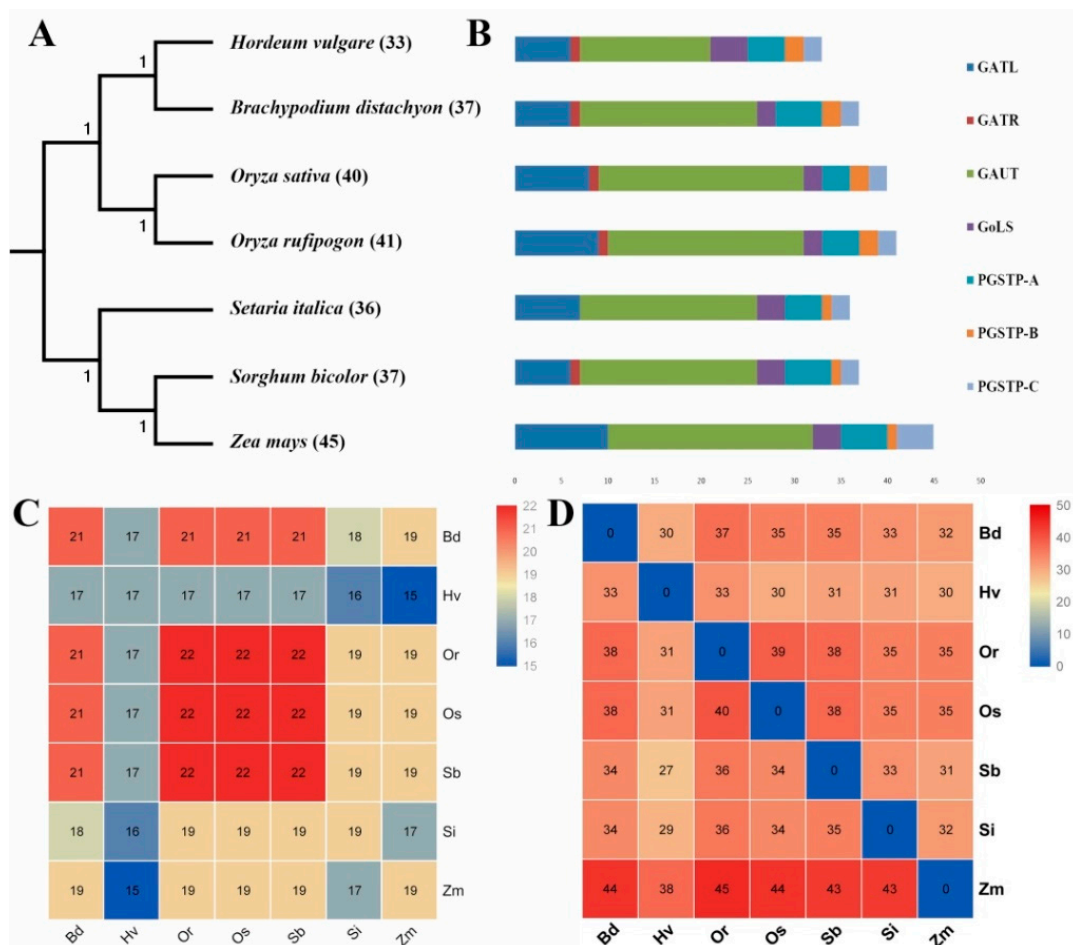 A
B
Hordeum vulgare (33)
Brachypodium distachyon (37)
Oryza sativa (40)
Oryza rufipogon (41)
Setaria italica (36)
Sorghum bicolor (37)
Zea mays (45)
1
1
1
1
1
GATL
GATR
GAUT
GoLS
PGSTP-A
PGSTP-B
PGSTP-C
0 5 10 15 20 25 30 35 40 45 50
C
21 17 21 21 21 18 19 Bd
17 17 17 17 17 16 15 Hv
21 17 22 22 22 19 19 Or
21 17 22 22 22 19 19 Os
21 17 22 22 22 19 19 Sb
18 16 19 19 19 19 17 Si
19 15 19 19 19 17 19 Zm
Bd Hv Or Os Sb Si Zm
22
21
20
19
18
17
16
15
D
0 30 37 35 35 33 32 Bd
33 0 33 30 31 31 30 Hv
38 31 0 39 38 35 35 Or
38 31 40 0 38 35 35 Os
34 27 36 34 0 33 31 Sb
34 29 36 34 35 0 32 Si
44 38 45 44 43 43 0 Zm
Bd Hv Or Os Sb Si Zm
50
40
30
20
10
0